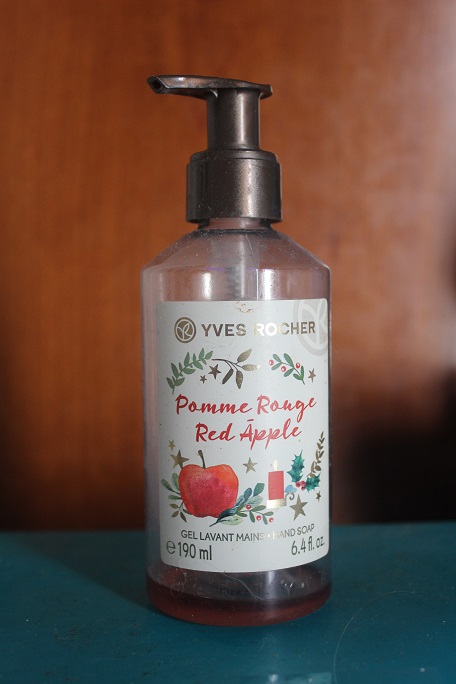 YVES ROCHER
Pomme Rouge
Red Apple
GEL LAVANT MAINS • HAND SOAP
e 190 ml 6.4 fl. oz.